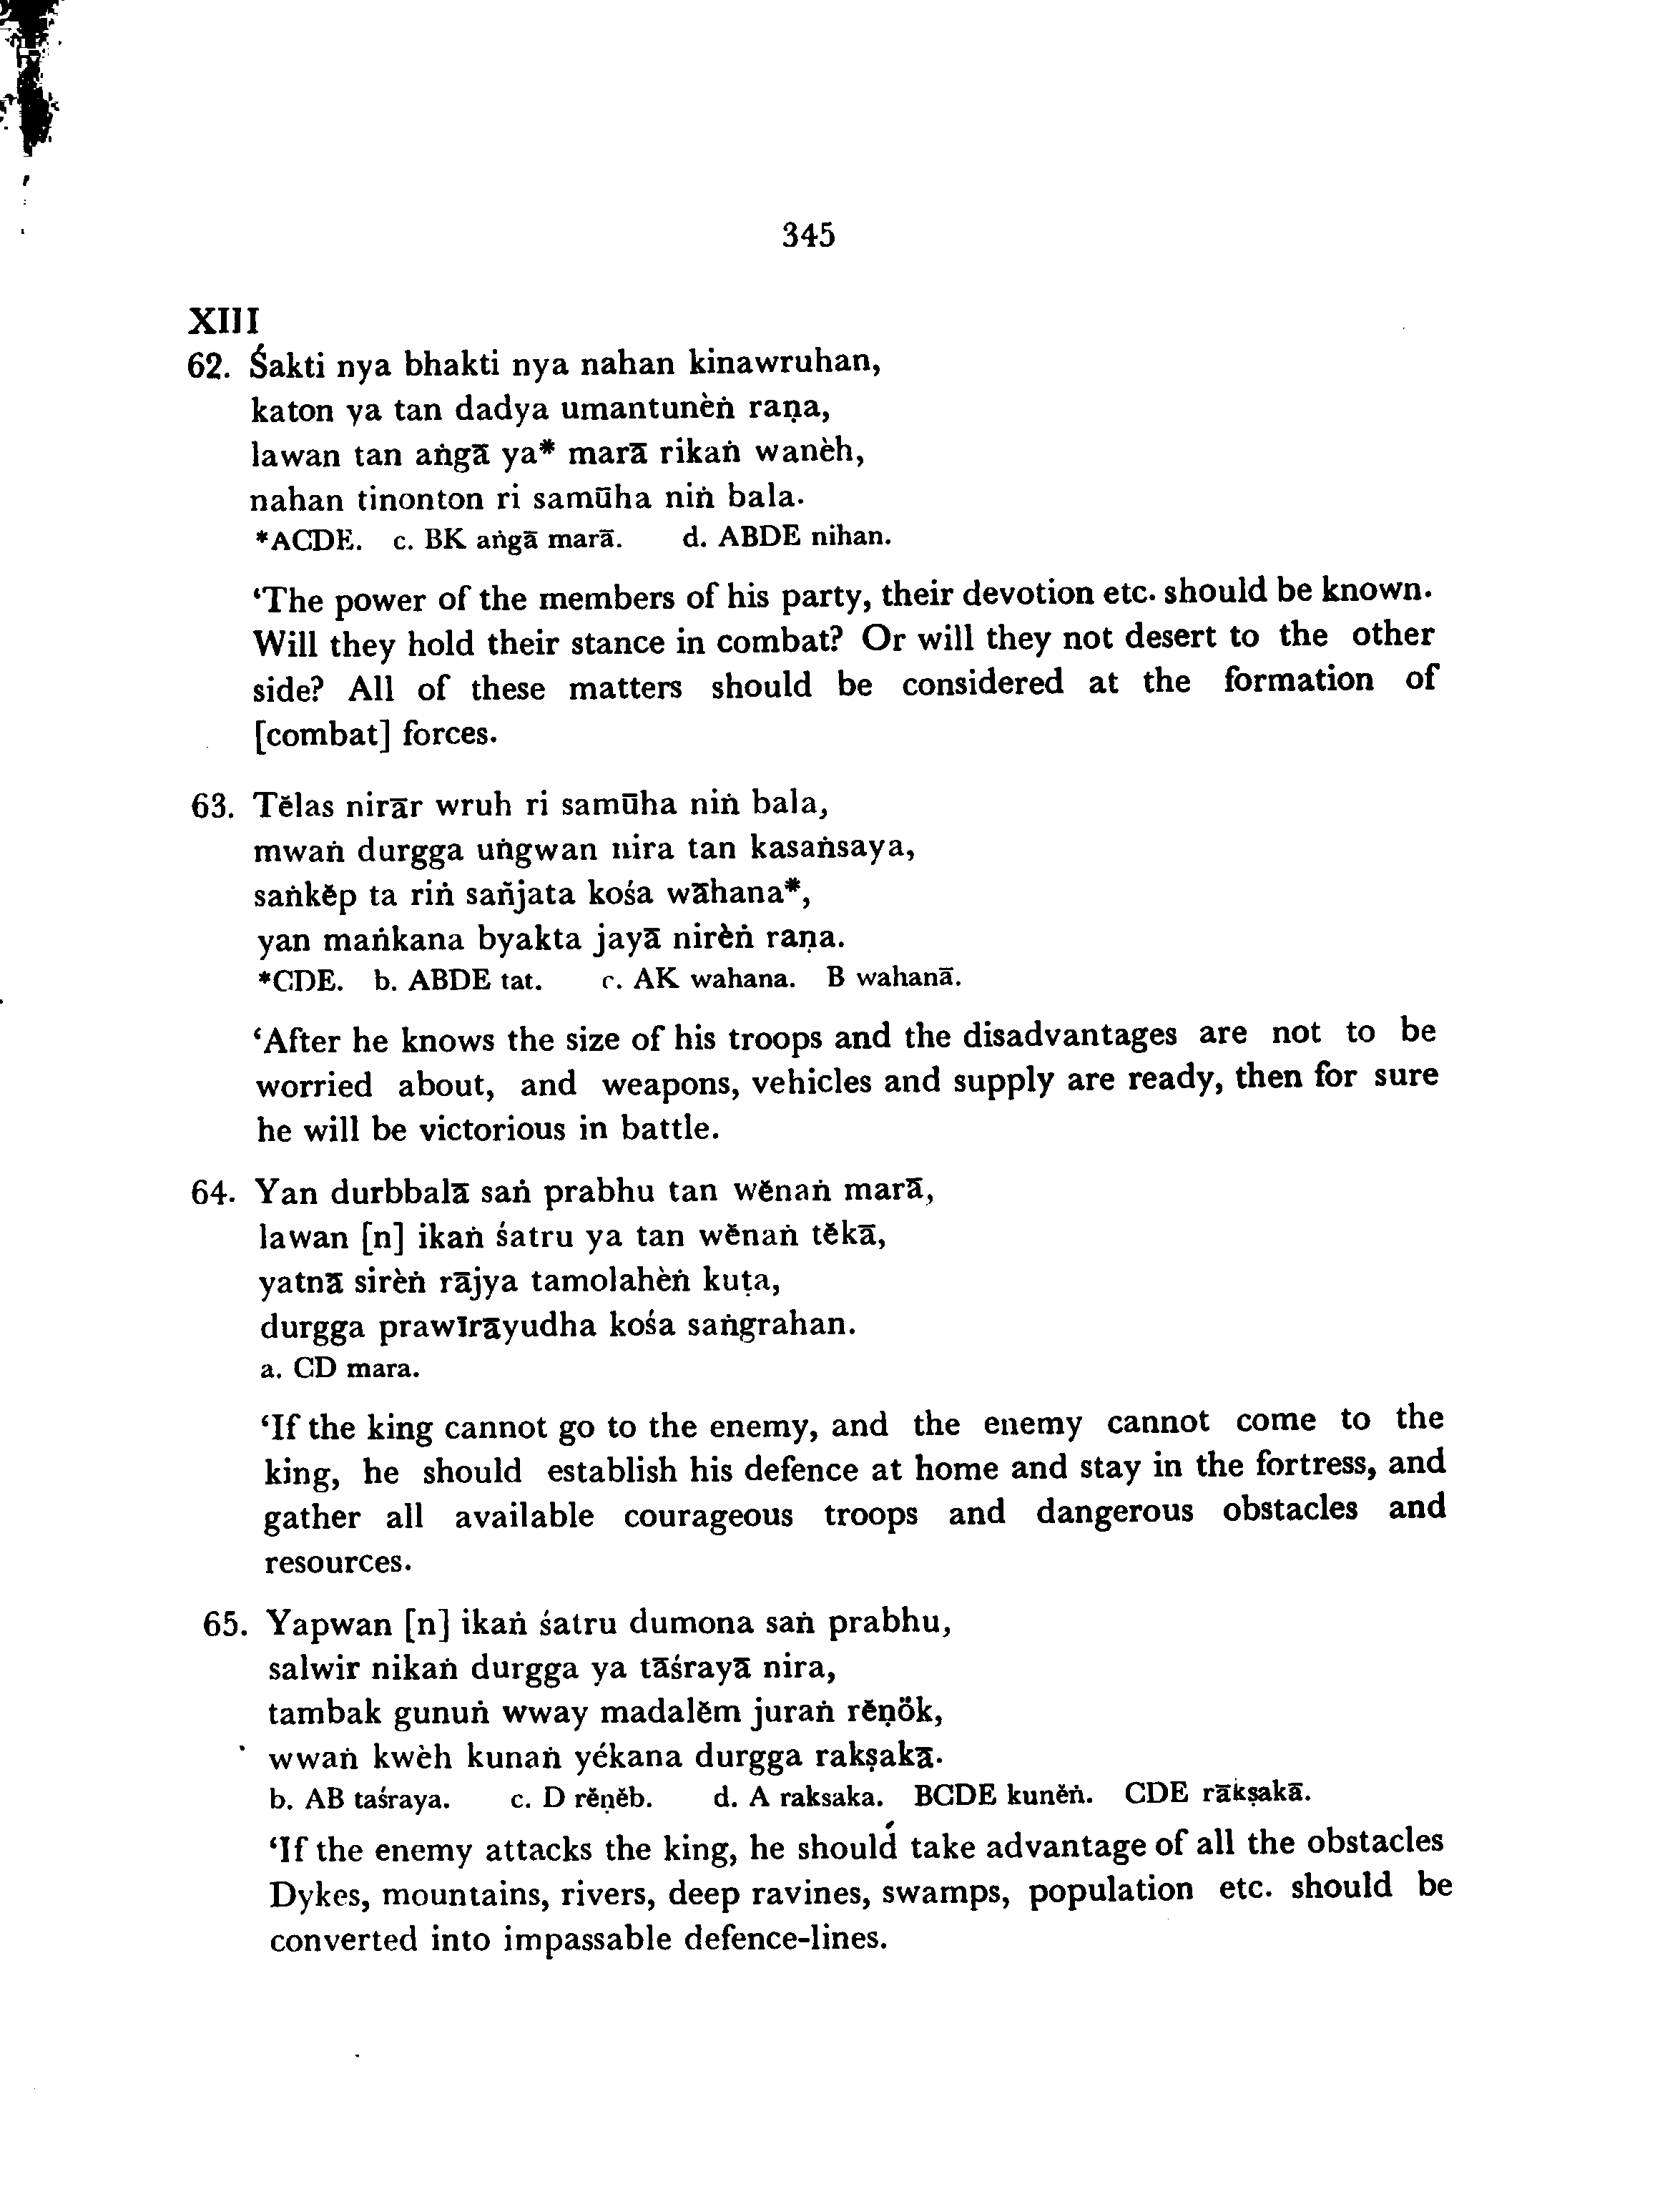 345
XIII
62. Śakti nya bhakti nya nahan kinawruhan,
katon ya tan dadya umantunèṅ raṇa,
lawan tan aṅgā ya* marā rikaṅ wanèh,
nahan tinonton ri samūha niṅ bala.
*ACDE. c. BK aṅgā marā. d. ABDE nihan.
‘The power of the members of his party, their devotion etc. should be known.
Will they hold their stance in combat? Or will they not desert to the other
side? All of these matters should be considered at the formation of
[combat] forces.
63. Tĕlas nirār wruh ri samūha niṅ bala,
mwaṅ durgga uṅgwan nira tan kasaṅsaya,
saṅkĕp ta riṅ sañjata kośa wāhana*,
yan maṅkana byakta jayā nirèṅ raṇa.
*CDE. b. ABDE tat. c. AK wahana. B wahanā.
‘After he knows the size of his troops and the disadvantages are not to be
worried about, and weapons, vehicles and supply are ready, then for sure
he will be victorious in battle.
64. Yan durbbalā saṅ prabhu tan wĕnaṅ marā,
lawan [n] ikaṅ śatru ya tan wĕnaṅ tĕkā,
yatnā sirèṅ rājya tamolahèṅ kuṭa,
durgga prawīrāyudha kośa saṅgrahan.
a. CD mara.
‘If the king cannot go to the enemy, and the enemy cannot come to the
king, he should establish his defence at home and stay in the fortress, and
gather all available courageous troops and dangerous obstacles and
resources.
65. Yapwan [n] ikaṅ śatru dumona saṅ prabhu,
salwir nikaṅ durgga ya tāśrayā nira,
tambak gunuṅ wway madalĕm juraṅ rĕṇök,
wwaṅ kwèh kunaṅ yékana durgga rakṣakā.
b. AB taśraya. c. D rĕṇĕb. d. A raksaka. BCDE kunĕṅ. CDE rākṣakā.
‘If the enemy attacks the king, he should take advantage of all the obstacles
Dykes, mountains, rivers, deep ravines, swamps, population etc. should be
converted into impassable defence-lines.